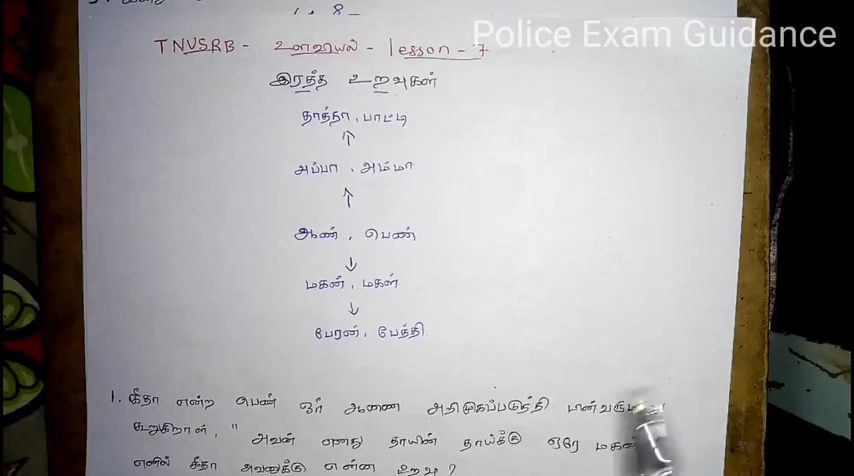 Police Exam Guidance
TNUSRB - உளவியல் - lesson - 7
இரத்த உறவுகள்
தாத்தா, பாட்டி
↑
அப்பா, அம்மா
↑
ஆண், பெண்
↓
மகன், மகள்
↓
பேரன், பேத்தி
1. கீதா என்ற பெண் ஓர் ஆணை அறிமுகப்படுத்தி
கூறுகிறாள், " அவன் எனது தாயின் தாய்க்கு ஒரே மகன்
எனில் கீதா அவனுக்கு என்ன உறவு?